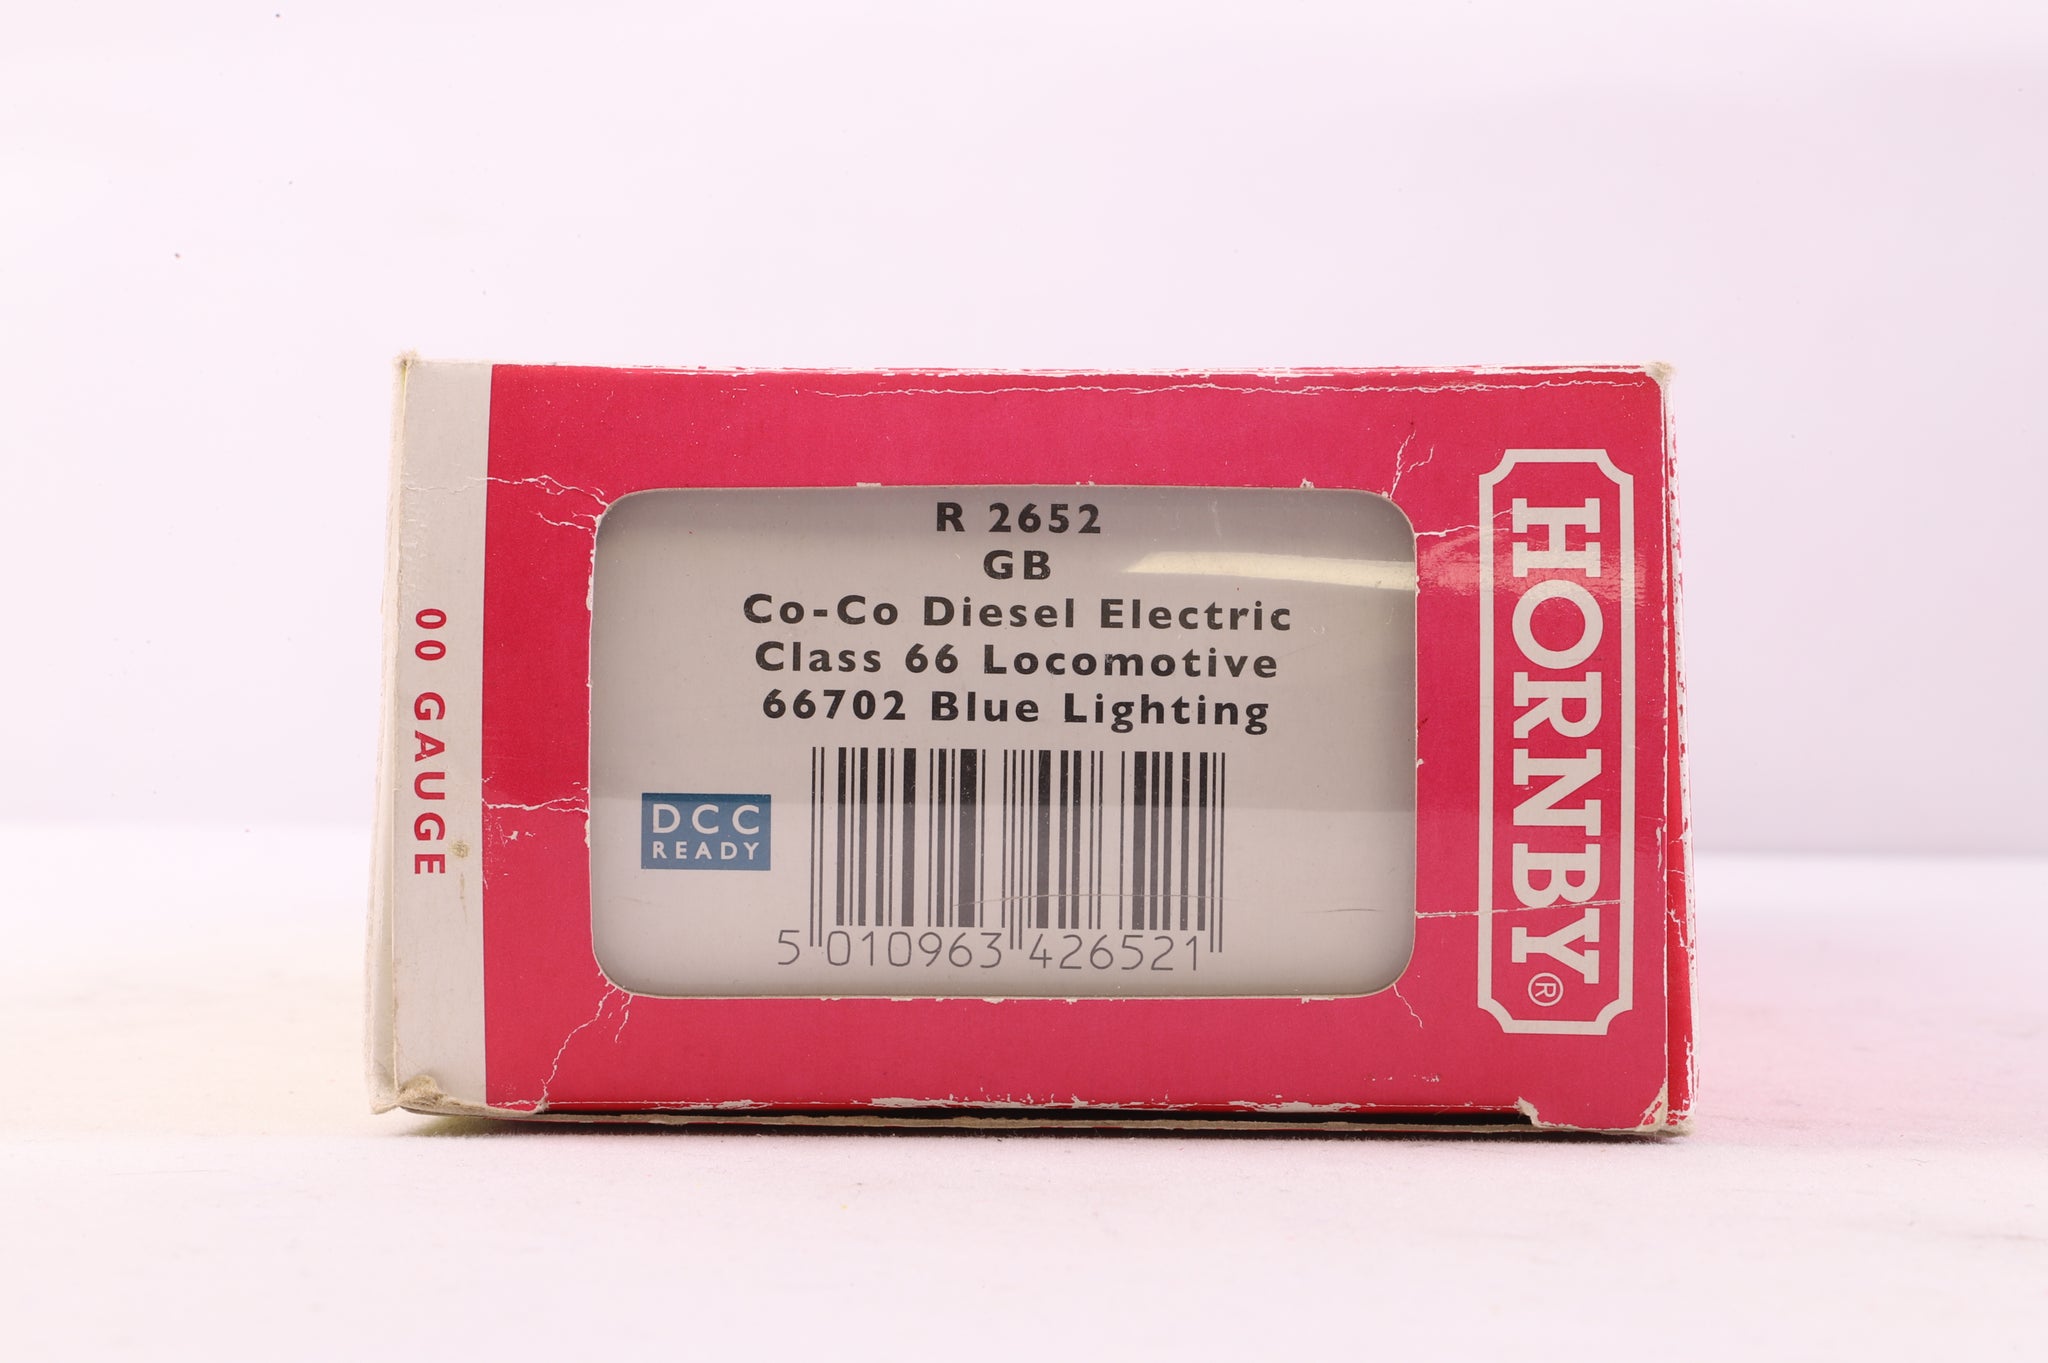 00 GAUGE
R 2652
GB
Co-Co Diesel Electric
Class 66 Locomotive
66702 Blue Lighting
DCC
READY
5 010963 426521
HORNBY®